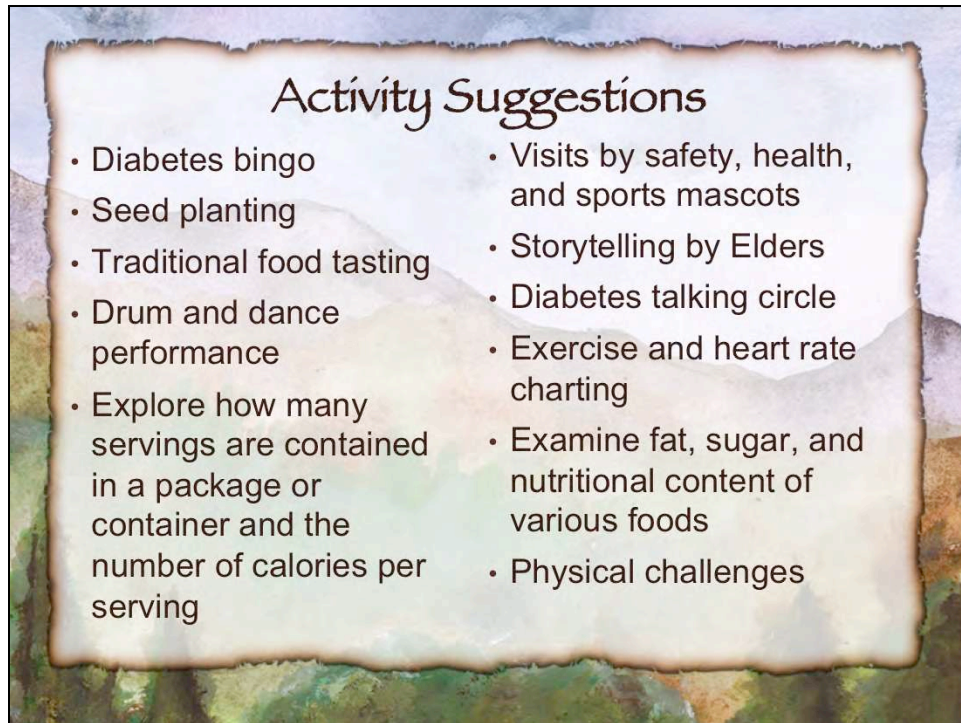 Activity Suggestions
• Diabetes bingo
• Seed planting
• Traditional food tasting
• Drum and dance
performance
• Explore how many
servings are contained
in a package or
container and the
number of calories per
serving
• Visits by safety, health,
and sports mascots
• Storytelling by Elders
• Diabetes talking circle
• Exercise and heart rate
charting
• Examine fat, sugar, and
nutritional content of
various foods
• Physical challenges